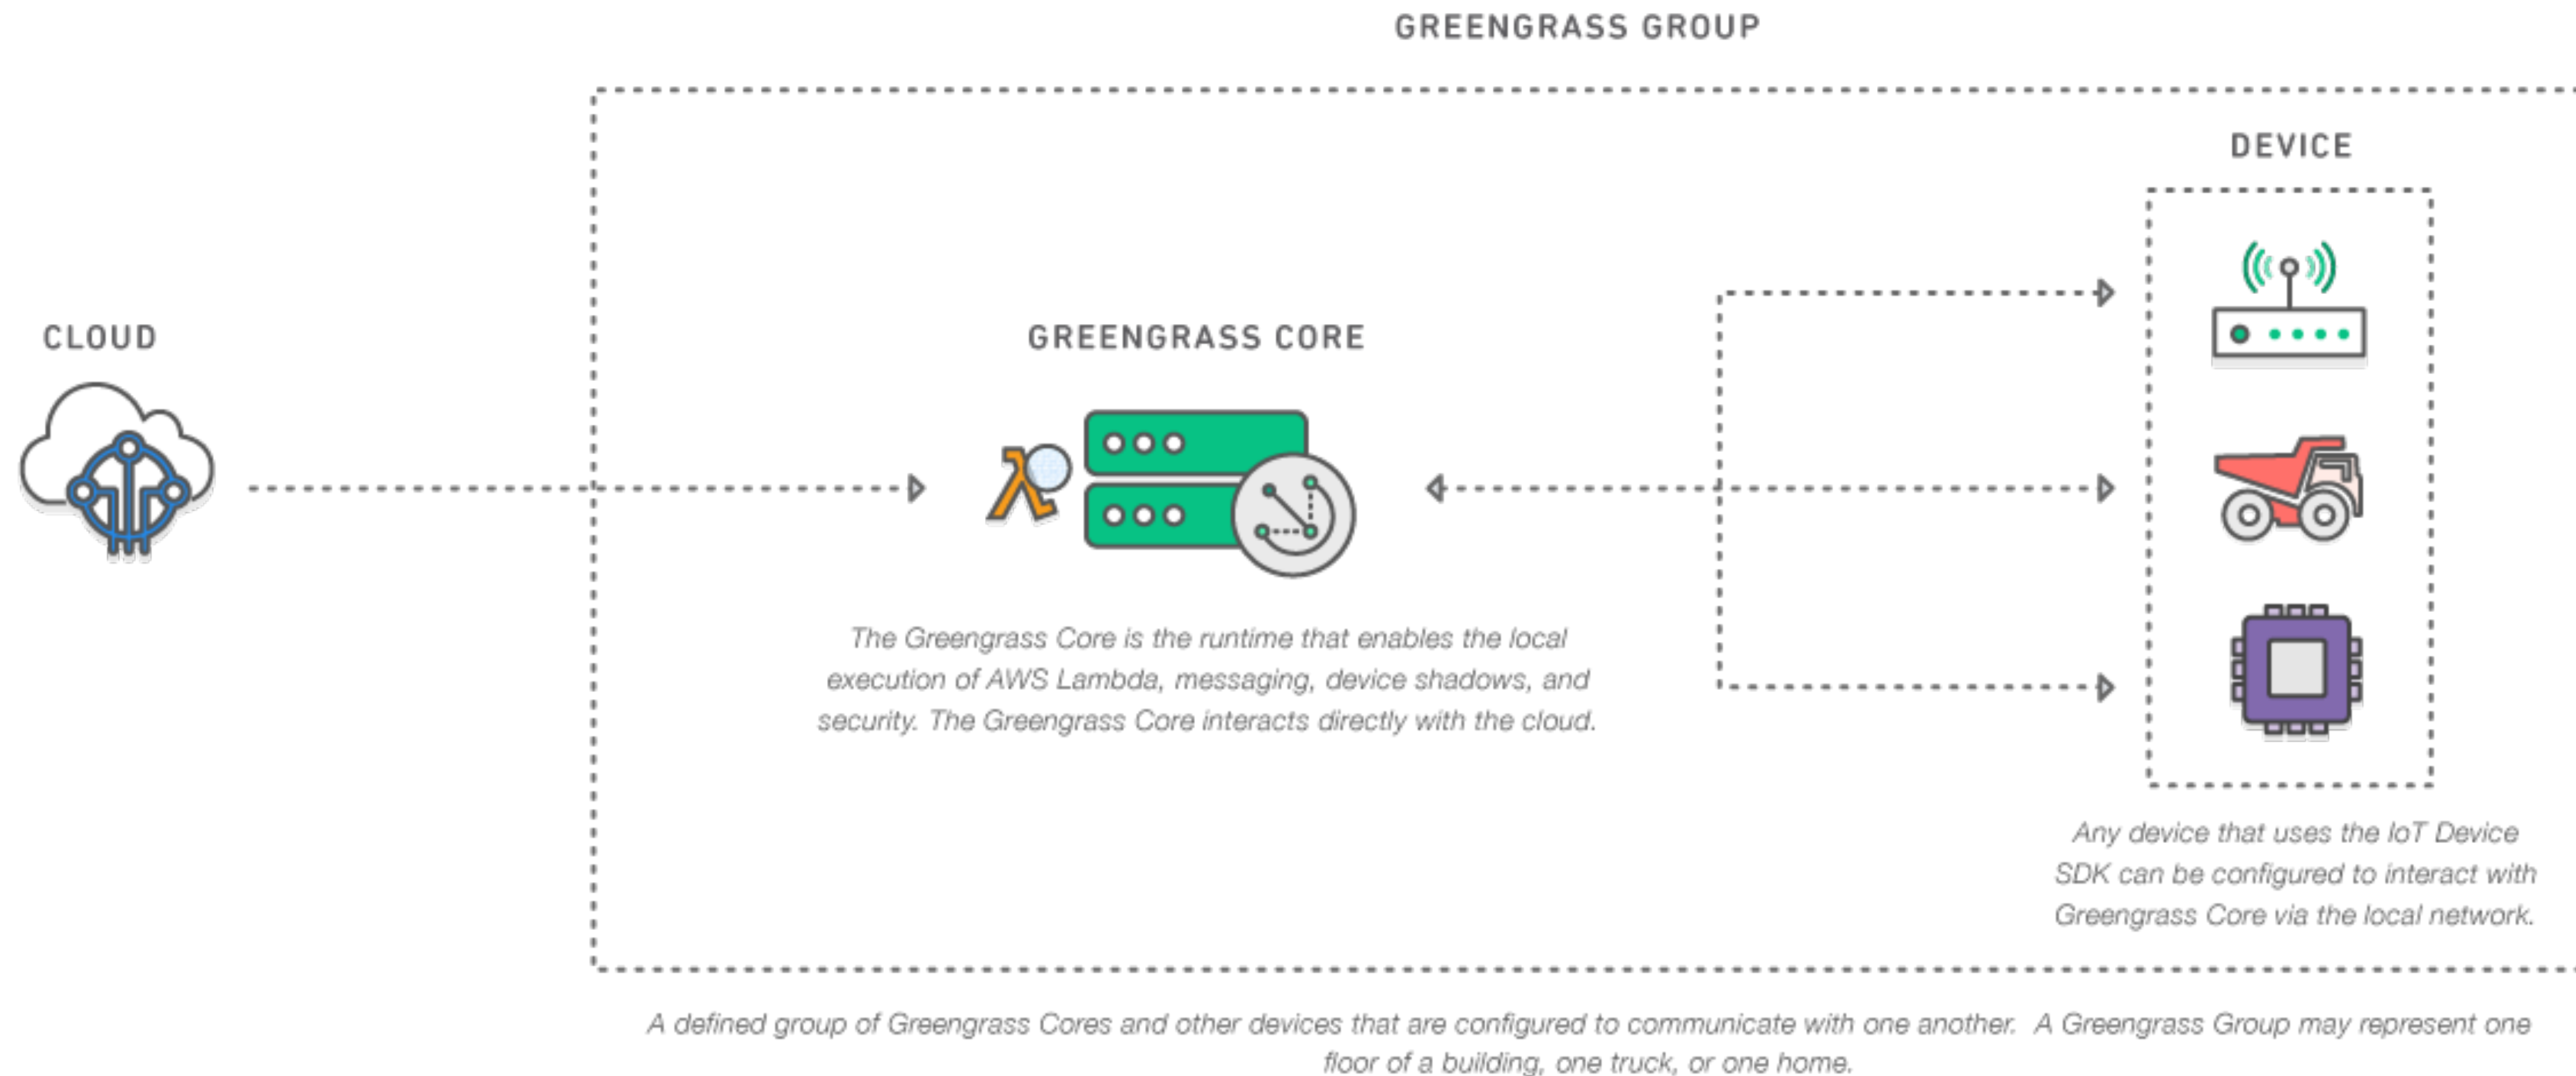 GREENGRASS GROUP
DEVICE
CLOUD
GREENGRASS CORE
The Greengrass Core is the runtime that enables the local
execution of AWS Lambda, messaging, device shadows, and
security. The Greengrass Core interacts directly with the cloud.
Any device that uses the IoT Device
SDK can be configured to interact with
Greengrass Core via the local network.
A defined group of Greengrass Cores and other devices that are configured to communicate with one another. A Greengrass Group may represent one
floor of a building, one truck, or one home.